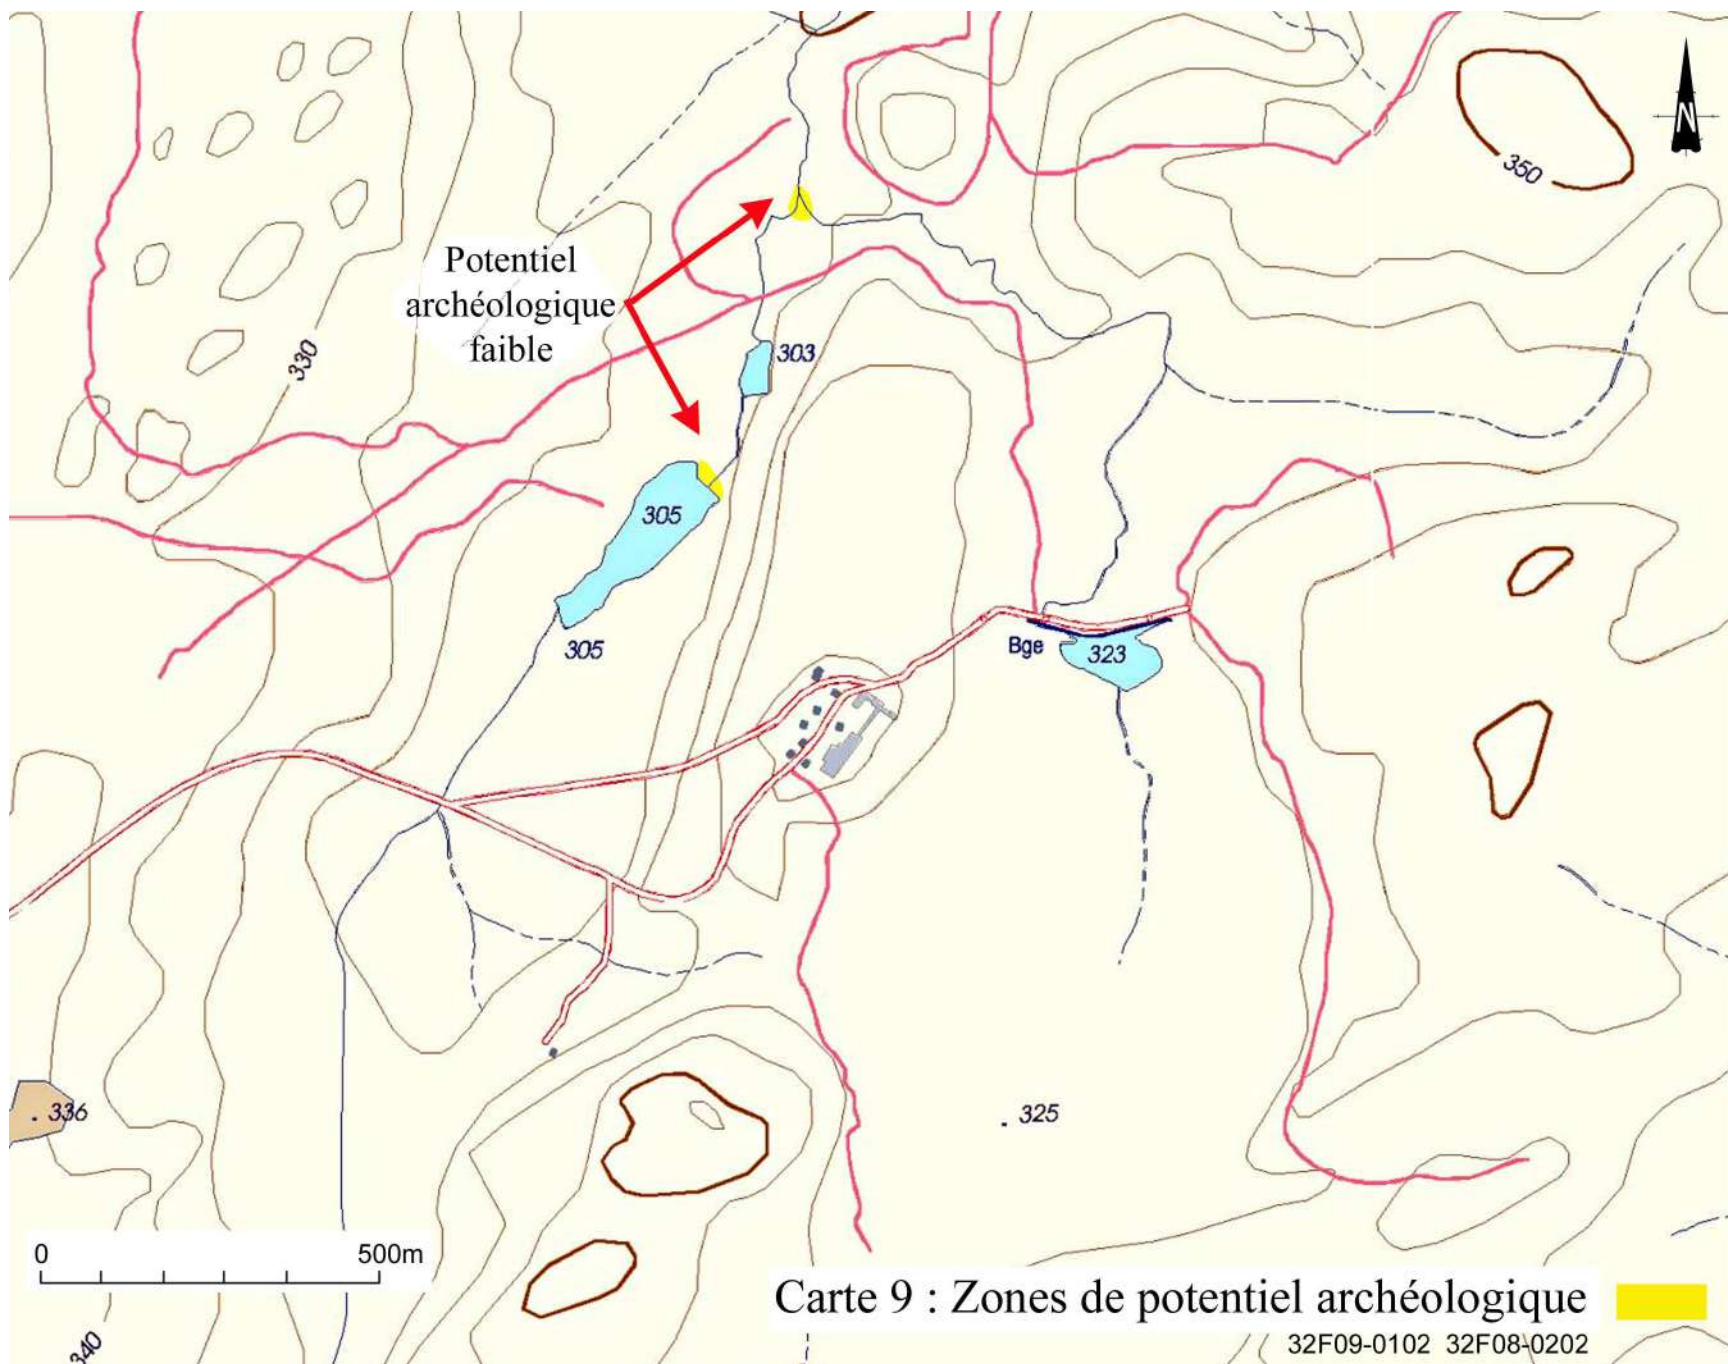 N
350
Potentiel
archéologique
faible
330
303
305
305
Bge
323
336
325
0 500m
Carte 9 : Zones de potentiel archéologique
32F09-0102 32F08-0202
340